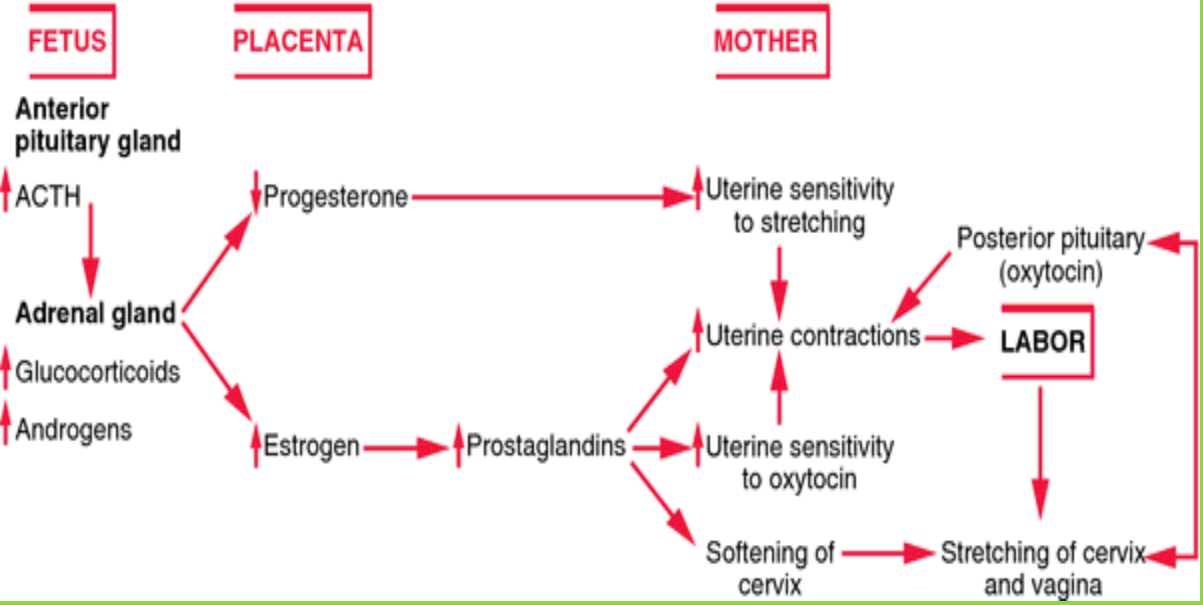 FETUS
PLACENTA
MOTHER
Anterior
pituitary gland
ACTH
Adrenal gland
Glucocorticoids
Androgens
Progesterone
Estrogen
Prostaglandins
Uterine sensitivity
to stretching
Uterine contractions
Uterine sensitivity
to oxytocin
Softening of
cervix
Posterior pituitary
(oxytocin)
LABOR
Stretching of cervix
and vagina